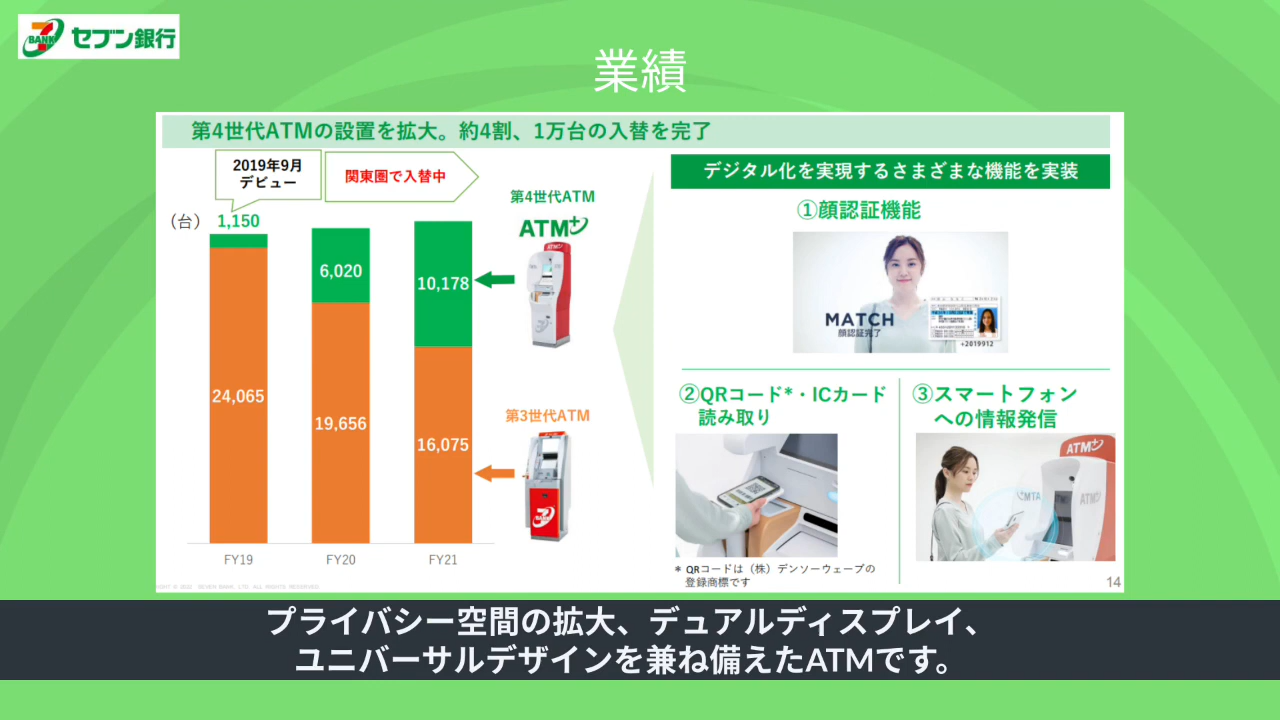 7 BANK セブン銀行
業績
第4世代ATMの設置を拡大。約4割、1万台の入替を完了
2019年9月
デビュー
関東圏で入替中
(台)
1,150
24,065
6,020
19,656
10,178
16,075
FY19
FY20
FY21
第4世代ATM
ATM+
第3世代ATM
デジタル化を実現するさまざまな機能を実装
①顔認証機能
MATCH
顔認証完了
+2019912
②QRコード*・ICカード
読み取り
* QRコードは(株)デンソーウェーブの
登録商標です
③スマートフォン
への情報発信
ATM+
ATM
14
プライバシー空間の拡大、デュアルディスプレイ、
ユニバーサルデザインを兼ね備えたATMです。